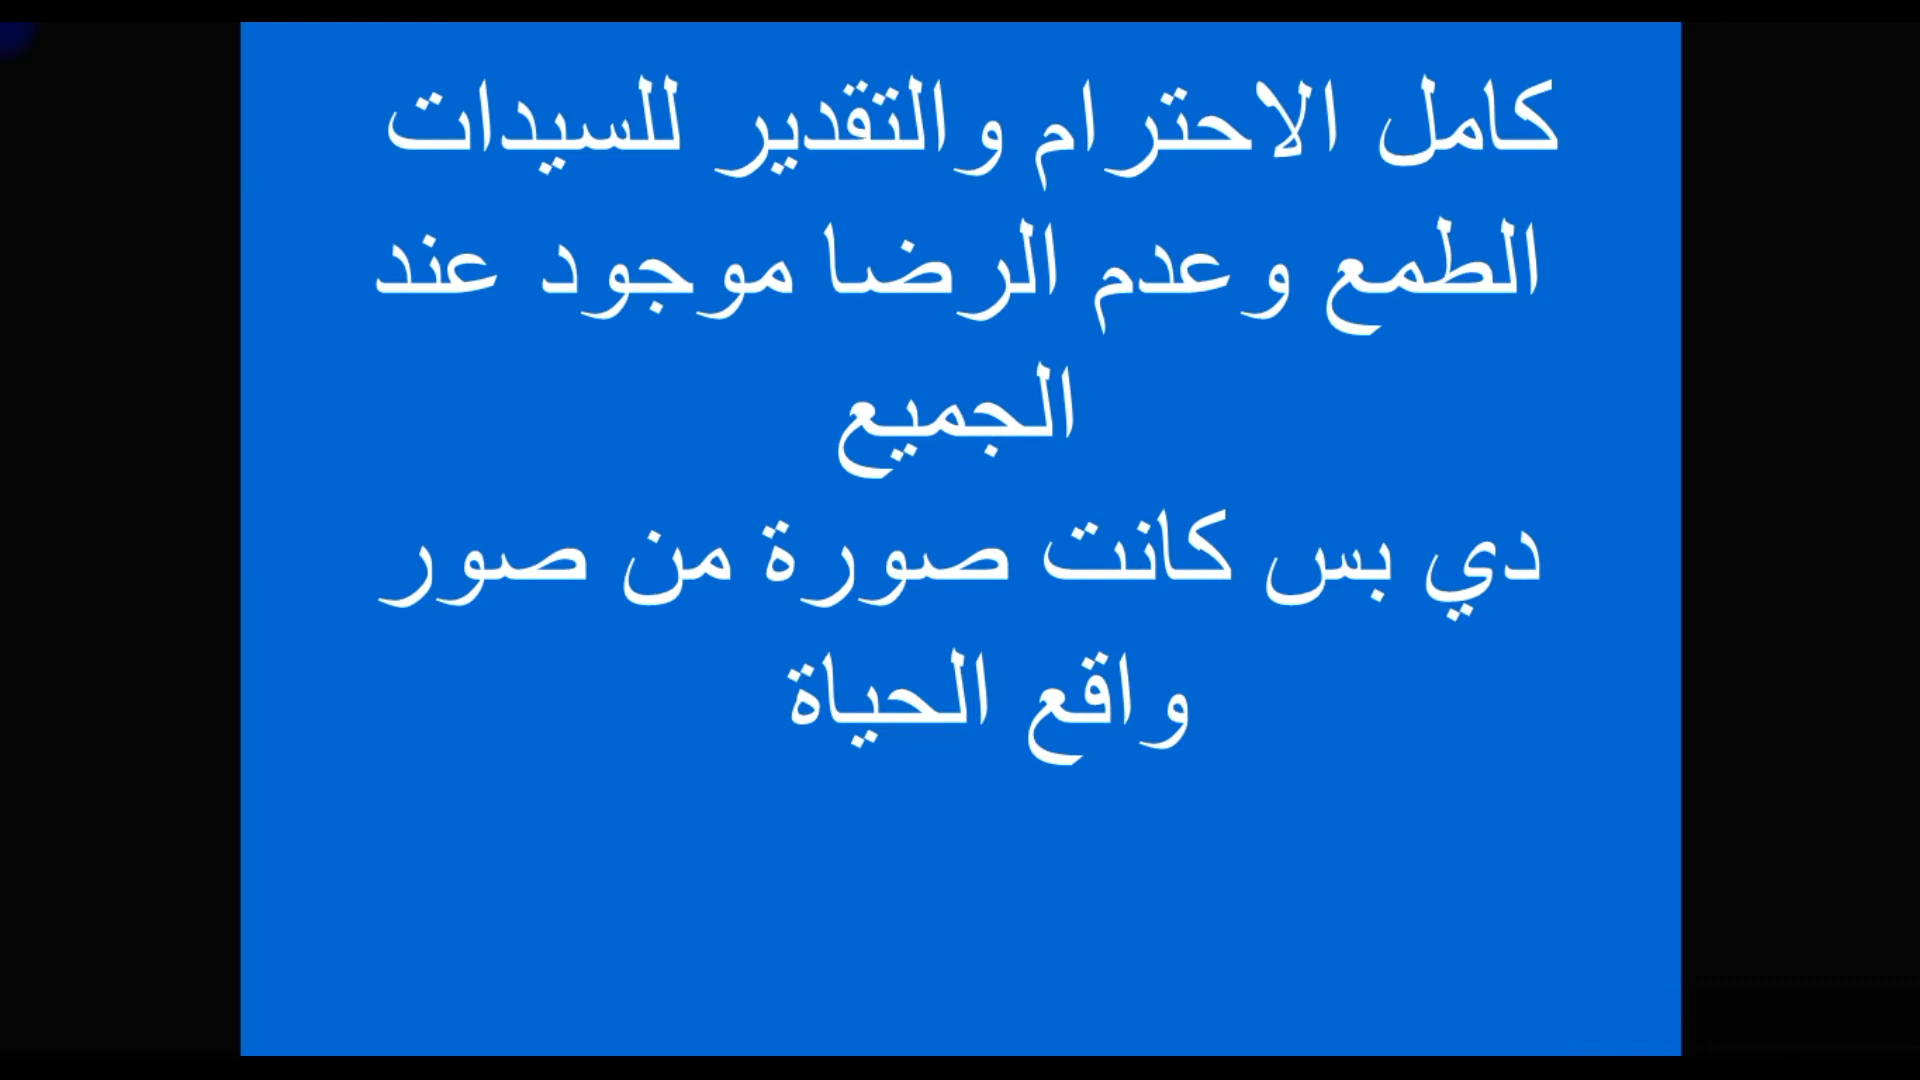 كامل الاحترام والتقدير للسيدات
الطمع وعدم الرضا موجود عند
الجميع
دي بس كانت صورة من صور
واقع الحياة